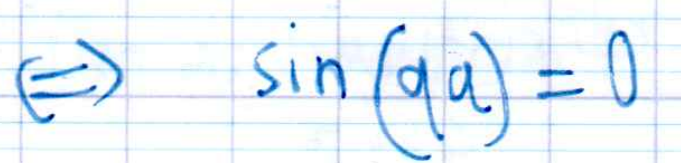 ⇔ sin(qa) = 0